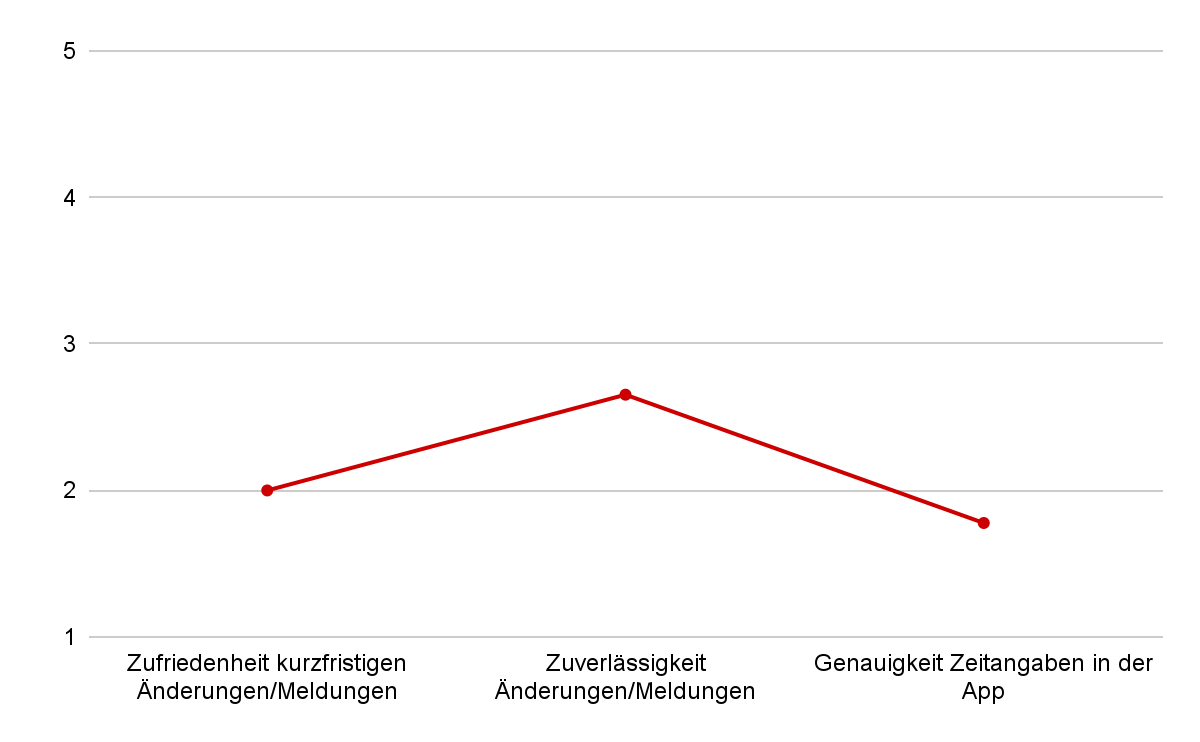 5
4
3
2
1
Zufriedenheit kurzfristigen
Änderungen/Meldungen
Zuverlässigkeit
Änderungen/Meldungen
Genauigkeit Zeitangaben in der
App